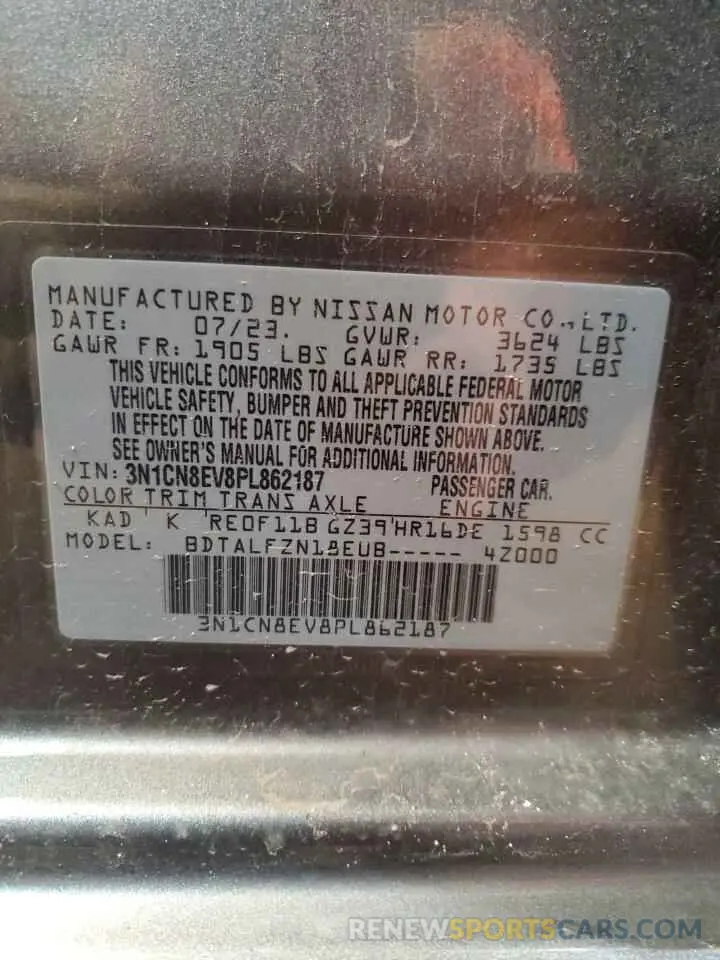 MANUFACTURED BY NISSAN MOTOR CO., LTD.
DATE: 07/23. GVWR: 3624 LBS
GAWR FR: 1905 LBS GAWR RR: 1735 LBS
THIS VEHICLE CONFORMS TO ALL APPLICABLE FEDERAL MOTOR
VEHICLE SAFETY, BUMPER AND THEFT PREVENTION STANDARDS
IN EFFECT ON THE DATE OF MANUFACTURE SHOWN ABOVE.
SEE OWNER'S MANUAL FOR ADDITIONAL INFORMATION.
VIN: 3N1CN8EV8PL862187 PASSENGER CAR.
COLOR TRIM TRANS AXLE ENGINE
KAD K RE0F11B GZ39 HR16DE 1598 CC
MODEL: BDTALFZN18EUB----- 4Z000
3N1CN8EV8PL862187
RENEWSPORTSCARS.COM